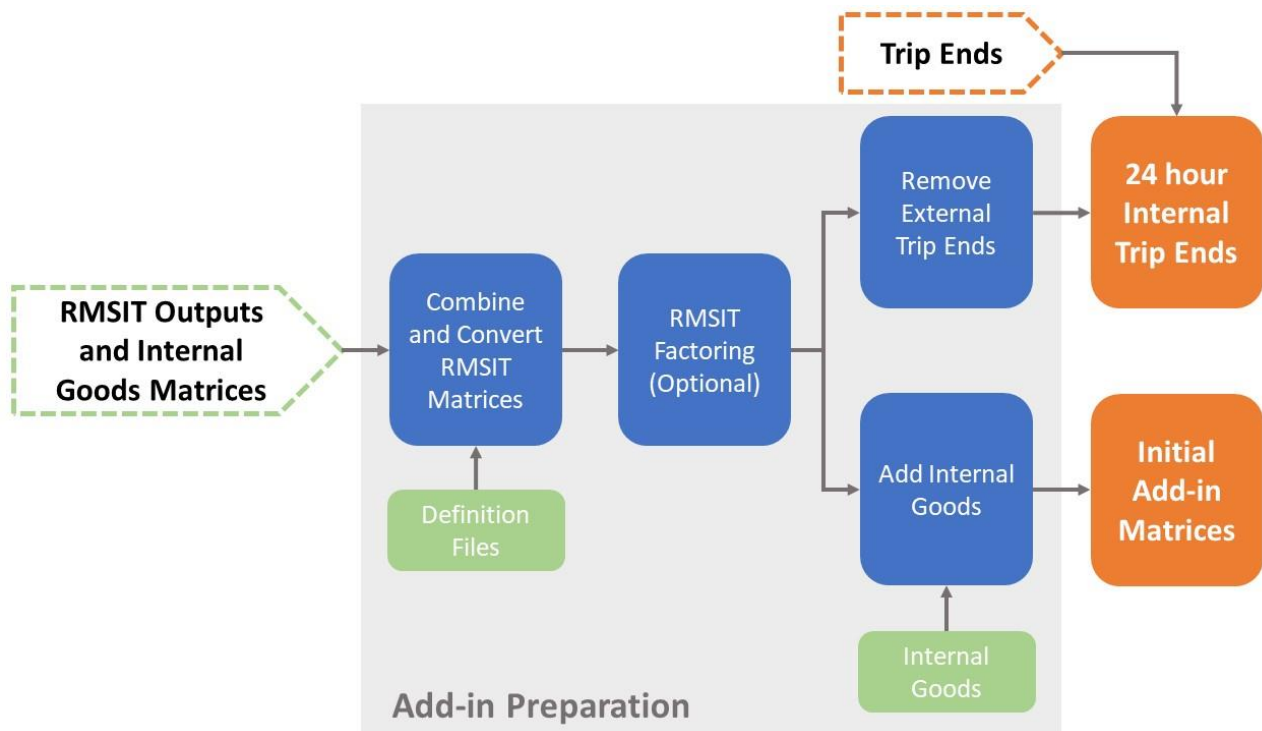 Trip Ends
Remove
External
Trip Ends
24 hour
Internal
Trip Ends
RMSIT Outputs
and Internal
Goods Matrices
Combine
and Convert
RMSIT
Matrices
RMSIT
Factoring
(Optional)
Definition
Files
Add Internal
Goods
Initial
Add-in
Matrices
Internal
Goods
Add-in Preparation